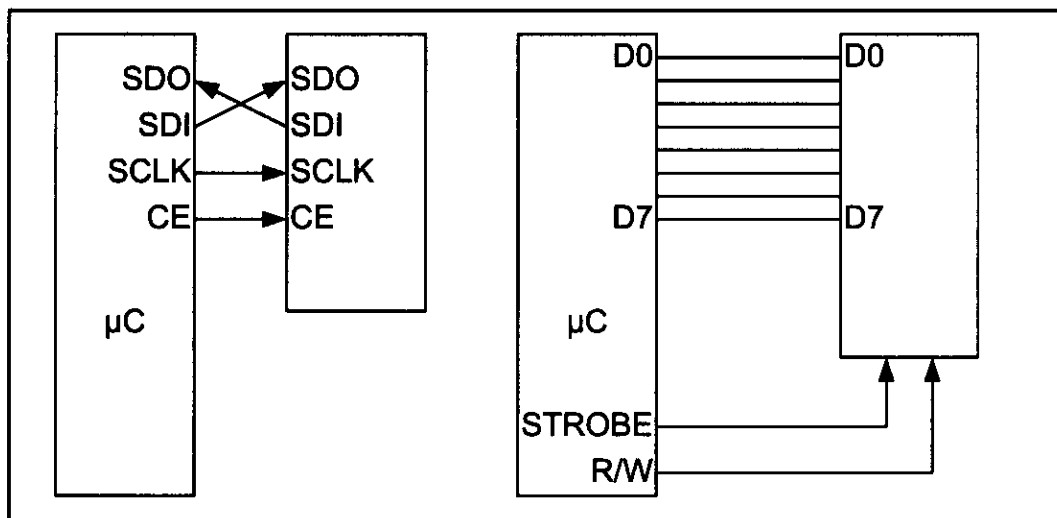 SDO
SDI
SCLK
CE
µC
SDO
SDI
SCLK
CE
D0
D7
µC
STROBE
R/W
D0
D7